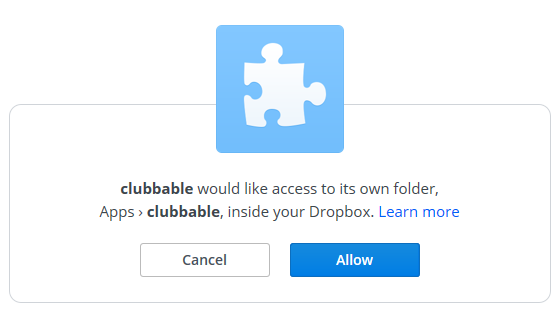 clubbable would like access to its own folder,
Apps › clubbable, inside your Dropbox. Learn more
Cancel
Allow